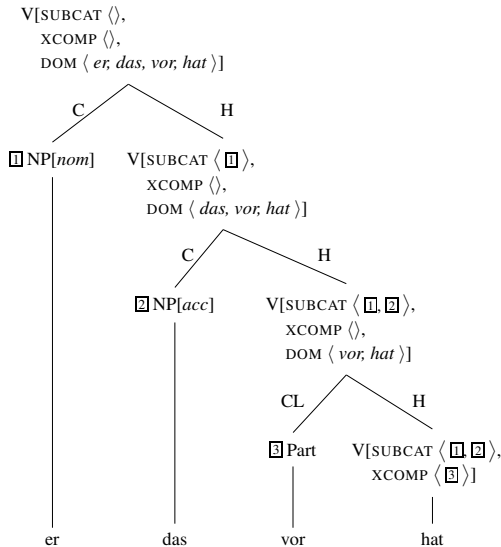 V[SUBCAT ⟨⟩,
XCOMP ⟨⟩,
DOM ⟨ er, das, vor, hat ⟩]
C H
1 NP[nom] V[SUBCAT ⟨ 1 ⟩,
XCOMP ⟨⟩,
DOM ⟨ das, vor, hat ⟩]
C H
2 NP[acc] V[SUBCAT ⟨ 1, 2 ⟩,
XCOMP ⟨⟩,
DOM ⟨ vor, hat ⟩]
CL H
3 Part V[SUBCAT ⟨ 1, 2 ⟩,
XCOMP ⟨ 3 ⟩]
er das vor hat